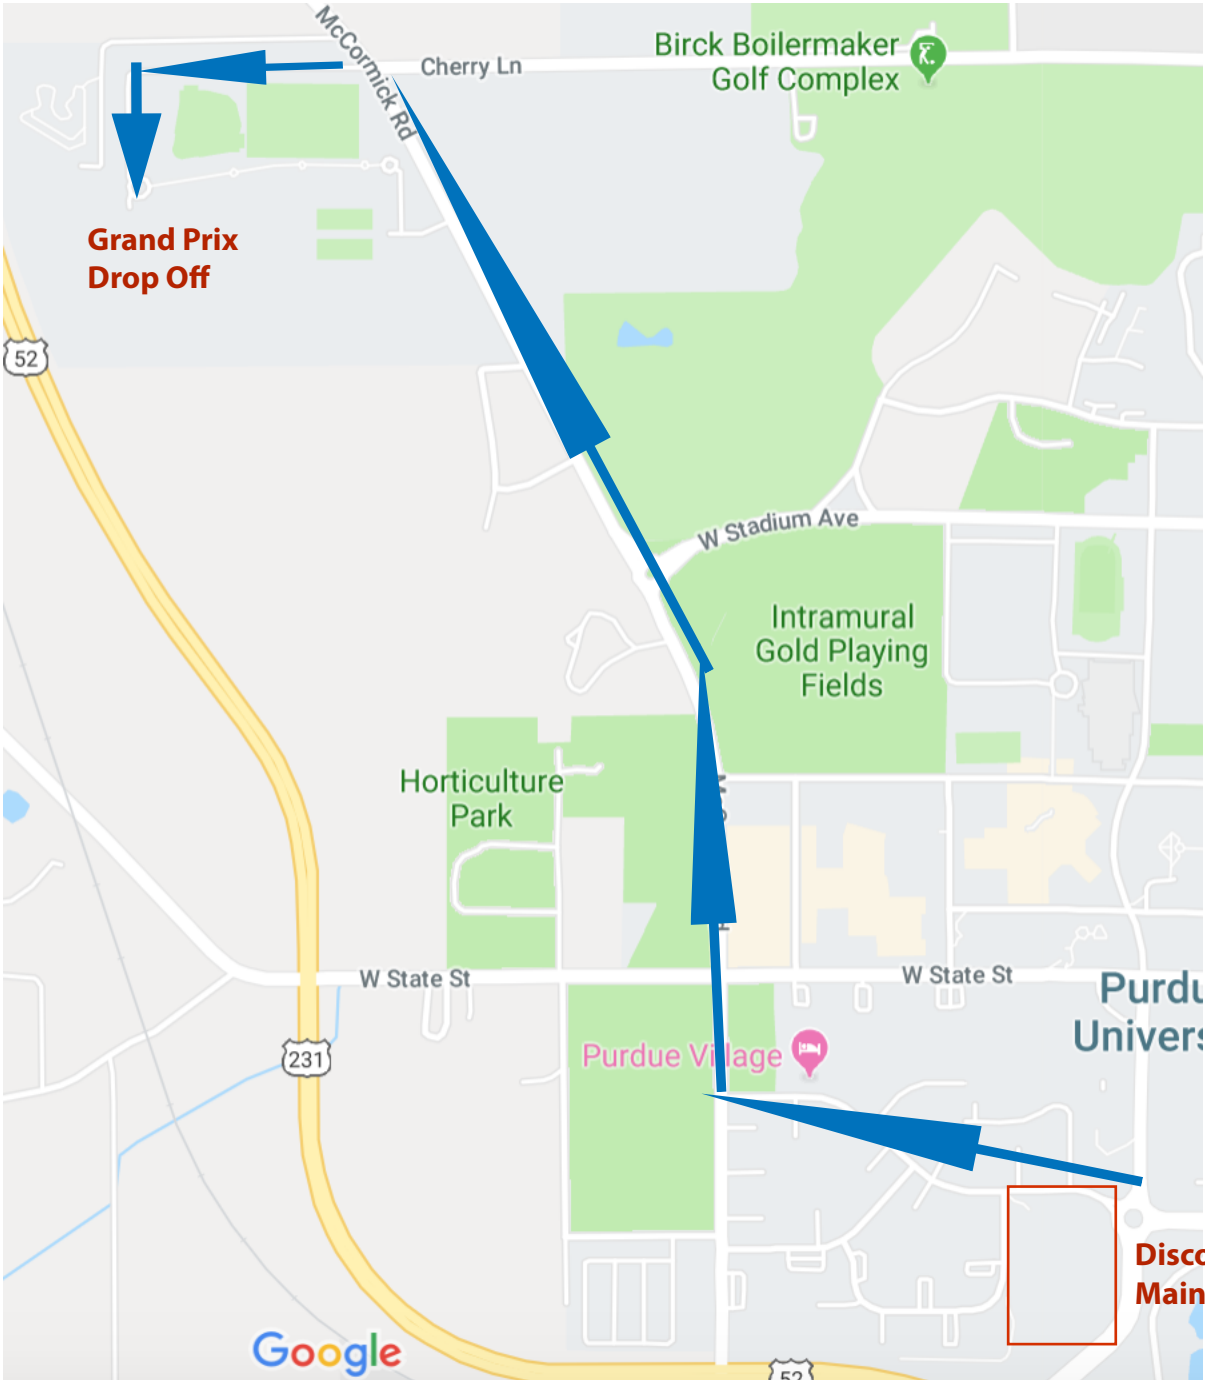 McCormick Rd
Cherry Ln
Birck Boilermaker
Golf Complex
Grand Prix
Drop Off
52
W Stadium Ave
Intramural
Gold Playing
Fields
Horticulture
Park
W State St
W State St
Purdu
Univers
231
Purdue Village
Disco
Main
Google
52